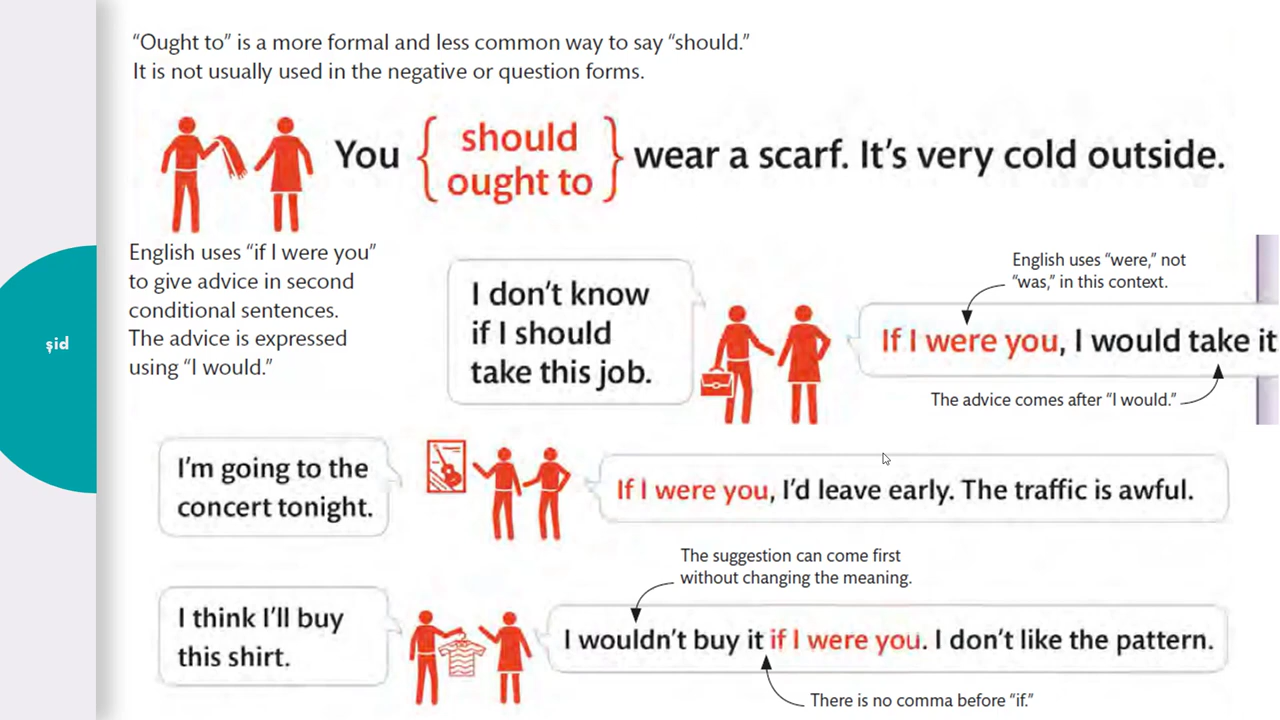 “Ought to” is a more formal and less common way to say “should.”
It is not usually used in the negative or question forms.
You { should ought to } wear a scarf. It’s very cold outside.
English uses “if I were you”
to give advice in second
conditional sentences.
The advice is expressed
using “I would.”
şid
I don’t know
if I should
take this job.
English uses “were,” not
“was,” in this context.
If I were you, I would take it
The advice comes after “I would.”
I’m going to the
concert tonight.
If I were you, I’d leave early. The traffic is awful.
The suggestion can come first
without changing the meaning.
I think I’ll buy
this shirt.
I wouldn’t buy it if I were you. I don’t like the pattern.
There is no comma before “if.”